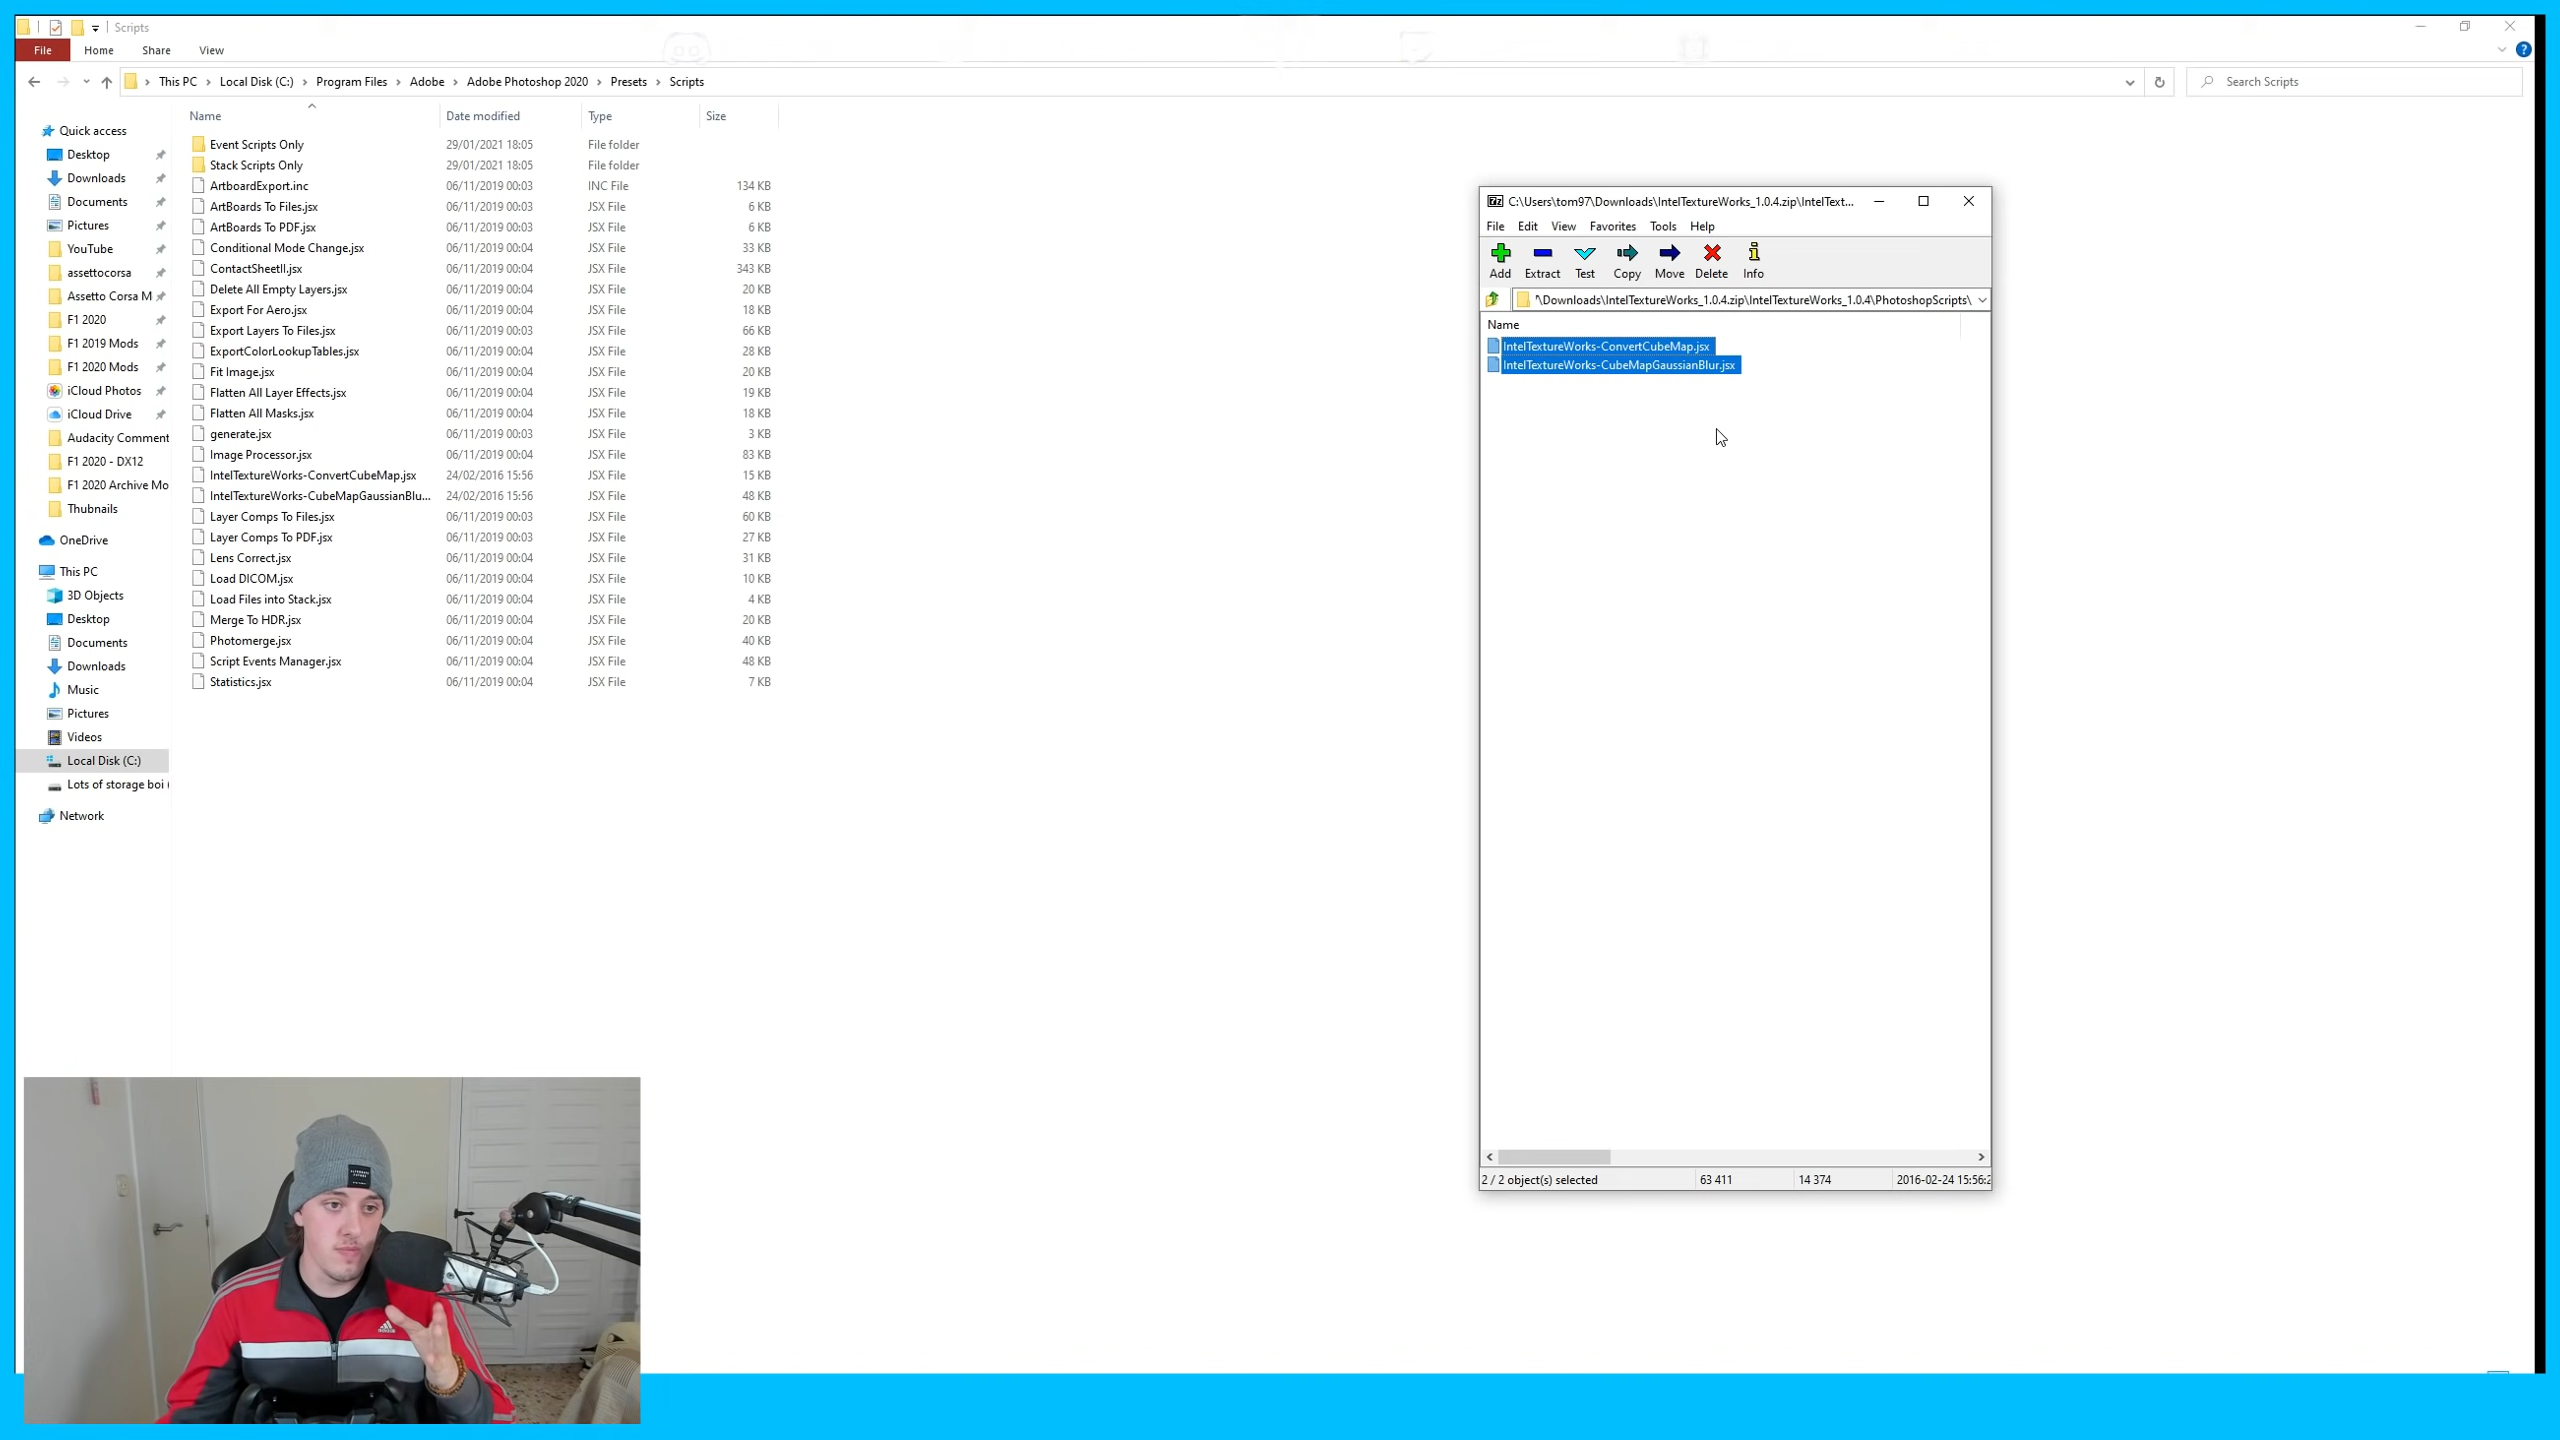 Scripts
File Home Share View
This PC Local Disk (C:) Program Files Adobe Adobe Photoshop 2020 Presets Scripts
Search Scripts
Name Date modified Type Size
Quick access
Desktop
Downloads
Documents
Pictures
YouTube
assettocorsa
Assetto Corsa M
F1 2020
F1 2019 Mods
F1 2020 Mods
iCloud Photos
iCloud Drive
Audacity Comment
F1 2020 - DX12
F1 2020 Archive Mo
Thubnails
OneDrive
This PC
3D Objects
Desktop
Documents
Downloads
Music
Pictures
Videos
Local Disk (C:)
Lots of storage boi (
Network
Event Scripts Only 29/01/2021 18:05 File folder
Stack Scripts Only 29/01/2021 18:05 File folder
ArtboardExport.inc 06/11/2019 00:03 INC File 134 KB
ArtBoards To Files.jsx 06/11/2019 00:03 JSX File 6 KB
ArtBoards To PDF.jsx 06/11/2019 00:03 JSX File 6 KB
Conditional Mode Change.jsx 06/11/2019 00:04 JSX File 33 KB
ContactSheetII.jsx 06/11/2019 00:04 JSX File 343 KB
Delete All Empty Layers.jsx 06/11/2019 00:04 JSX File 20 KB
Export For Aero.jsx 06/11/2019 00:04 JSX File 18 KB
Export Layers To Files.jsx 06/11/2019 00:03 JSX File 66 KB
ExportColorLookupTables.jsx 06/11/2019 00:04 JSX File 28 KB
Fit Image.jsx 06/11/2019 00:04 JSX File 20 KB
Flatten All Layer Effects.jsx 06/11/2019 00:04 JSX File 19 KB
Flatten All Masks.jsx 06/11/2019 00:04 JSX File 18 KB
generate.jsx 06/11/2019 00:03 JSX File 3 KB
Image Processor.jsx 06/11/2019 00:04 JSX File 83 KB
IntelTextureWorks-ConvertCubeMap.jsx 24/02/2016 15:56 JSX File 15 KB
IntelTextureWorks-CubeMapGaussianBlu... 24/02/2016 15:56 JSX File 48 KB
Layer Comps To Files.jsx 06/11/2019 00:03 JSX File 60 KB
Layer Comps To PDF.jsx 06/11/2019 00:03 JSX File 27 KB
Lens Correct.jsx 06/11/2019 00:04 JSX File 31 KB
Load DICOM.jsx 06/11/2019 00:04 JSX File 10 KB
Load Files into Stack.jsx 06/11/2019 00:04 JSX File 4 KB
Merge To HDR.jsx 06/11/2019 00:04 JSX File 20 KB
Photomerge.jsx 06/11/2019 00:04 JSX File 40 KB
Script Events Manager.jsx 06/11/2019 00:04 JSX File 48 KB
Statistics.jsx 06/11/2019 00:04 JSX File 7 KB
7z C:\Users\tom97\Downloads\IntelTextureWorks_1.0.4.zip\IntelText...
File Edit View Favorites Tools Help
Add Extract Test Copy Move Delete Info
\Downloads\IntelTextureWorks_1.0.4.zip\IntelTextureWorks_1.0.4\PhotoshopScripts\
Name
IntelTextureWorks-ConvertCubeMap.jsx
IntelTextureWorks-CubeMapGaussianBlur.jsx
2 / 2 object(s) selected 63 411 14 374 2016-02-24 15:56:2
adidas